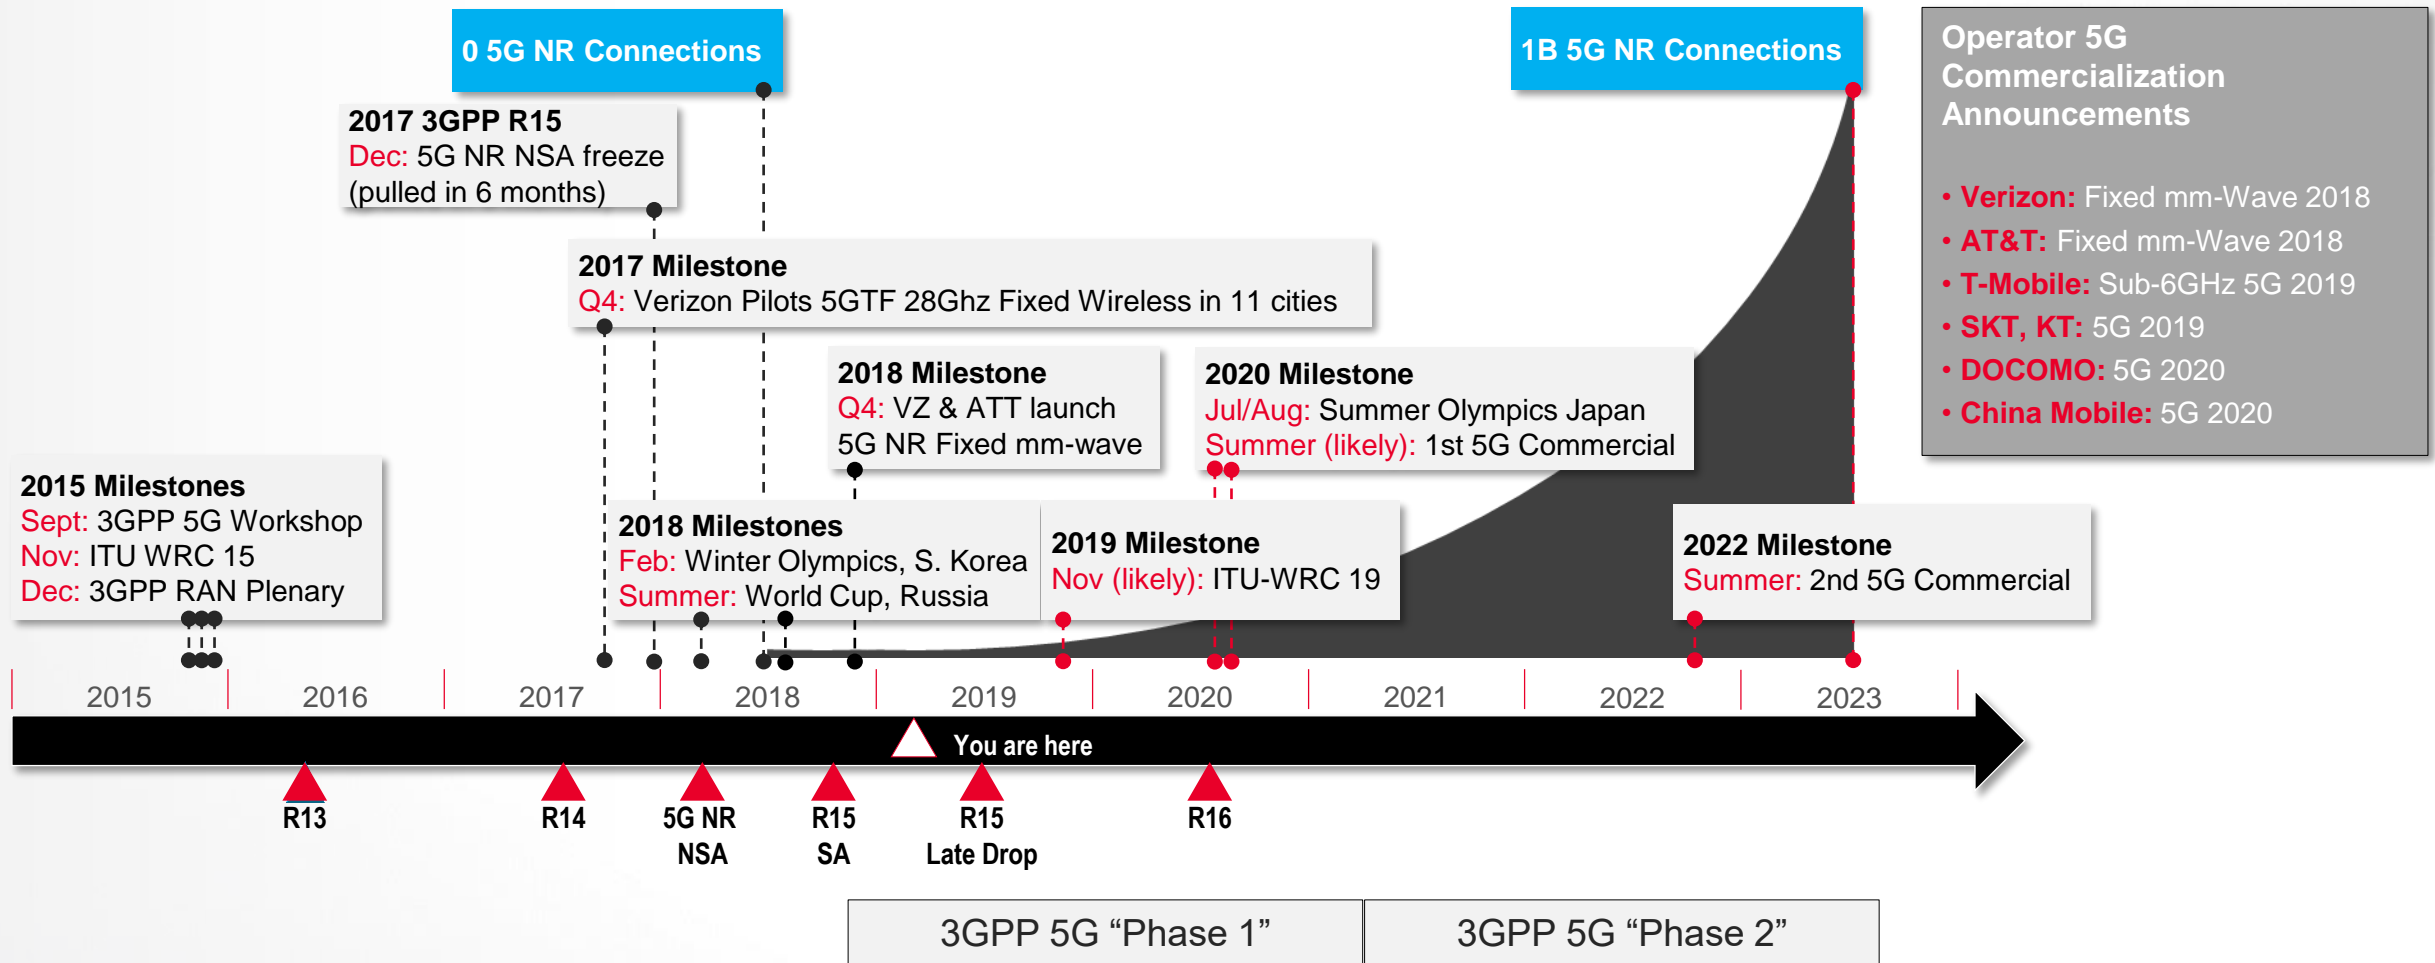 0 5G NR Connections
1B 5G NR Connections
Operator 5G
Commercialization
Announcements
• Verizon: Fixed mm-Wave 2018
• AT&T: Fixed mm-Wave 2018
• T-Mobile: Sub-6GHz 5G 2019
• SKT, KT: 5G 2019
• DOCOMO: 5G 2020
• China Mobile: 5G 2020
2017 3GPP R15
Dec: 5G NR NSA freeze
(pulled in 6 months)
2017 Milestone
Q4: Verizon Pilots 5GTF 28Ghz Fixed Wireless in 11 cities
2018 Milestone
Q4: VZ & ATT launch
5G NR Fixed mm-wave
2020 Milestone
Jul/Aug: Summer Olympics Japan
Summer (likely): 1st 5G Commercial
2015 Milestones
Sept: 3GPP 5G Workshop
Nov: ITU WRC 15
Dec: 3GPP RAN Plenary
2018 Milestones
Feb: Winter Olympics, S. Korea
Summer: World Cup, Russia
2019 Milestone
Nov (likely): ITU-WRC 19
2022 Milestone
Summer: 2nd 5G Commercial
2015 2016 2017 2018 2019 2020 2021 2022 2023
You are here
R13
R14
5G NR
NSA
R15
SA
R15
Late Drop
R16
3GPP 5G “Phase 1”
3GPP 5G “Phase 2”